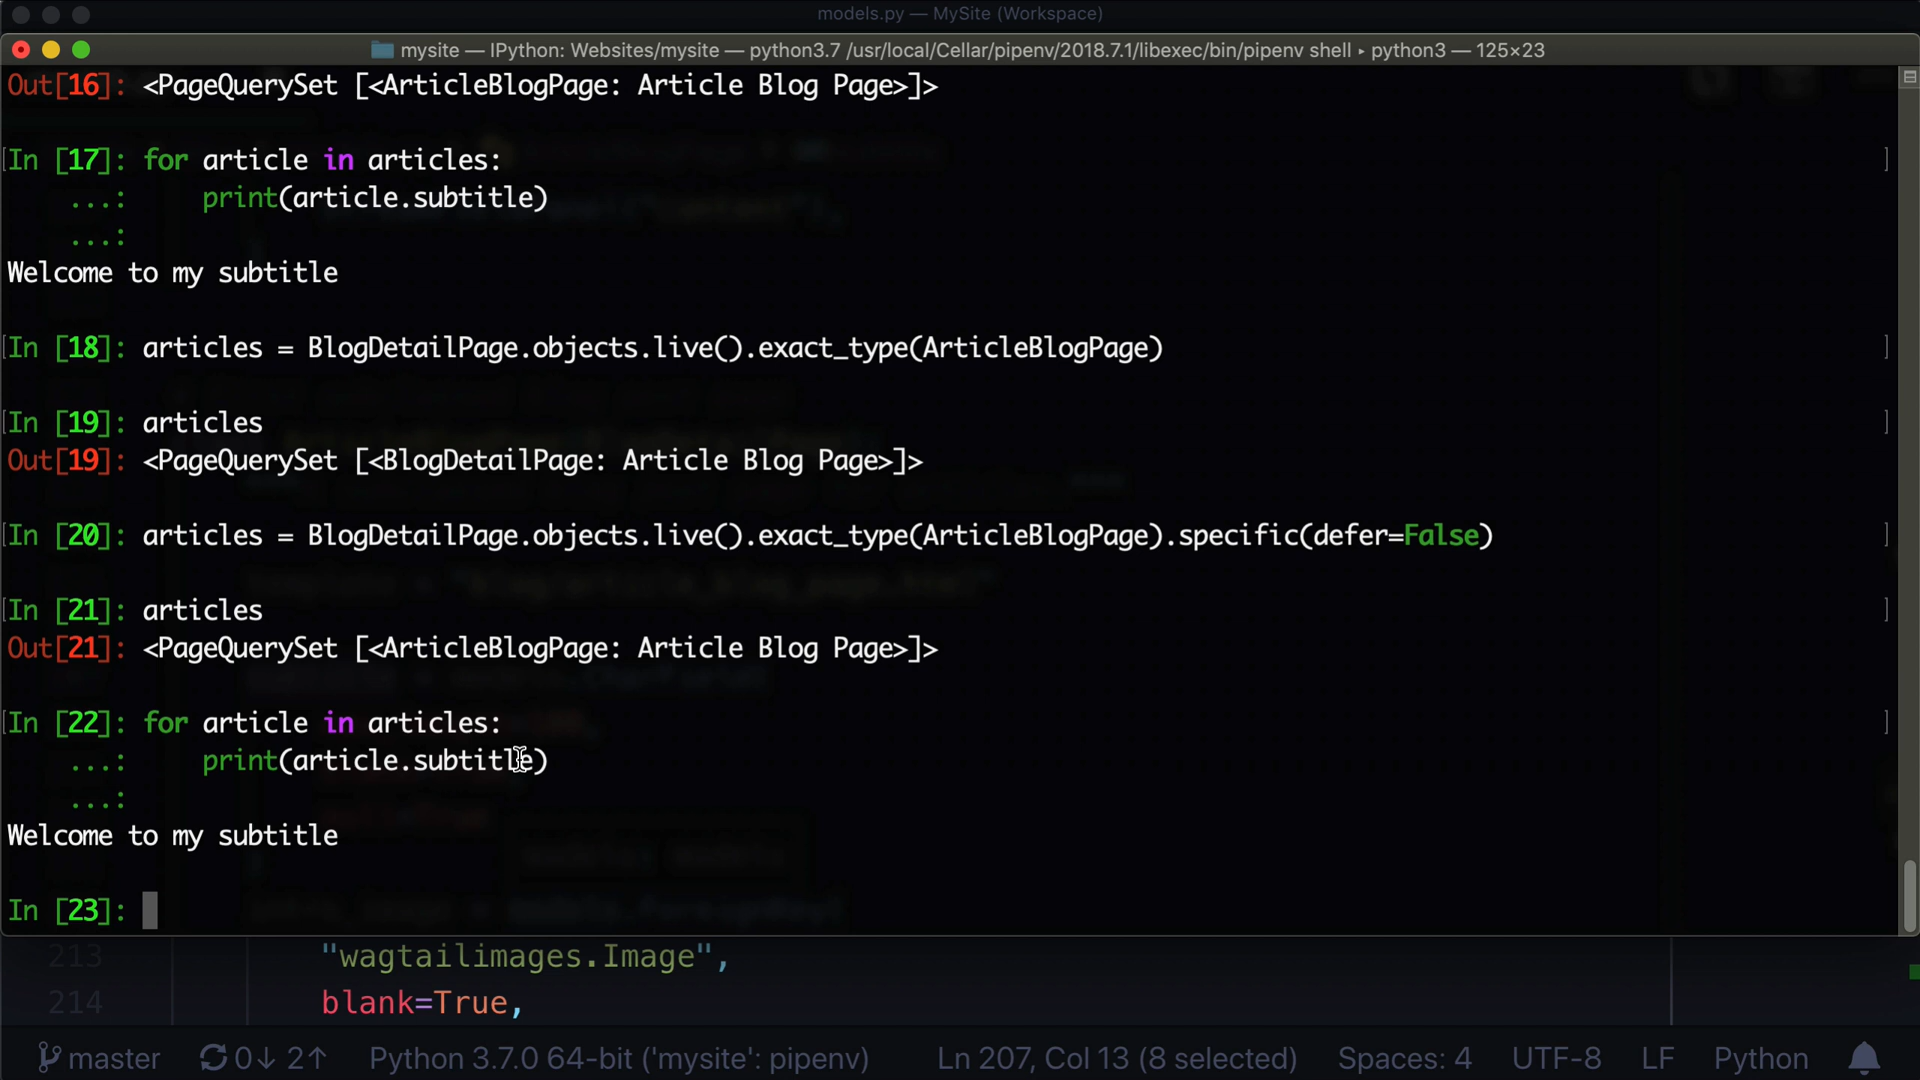 models.py — MySite (Workspace)
mysite — IPython: Websites/mysite — python3.7 /usr/local/Cellar/pipenv/2018.7.1/libexec/bin/pipenv shell ▸ python3 — 125×23
Out[16]: <PageQuerySet [<ArticleBlogPage: Article Blog Page>]>
In [17]: for article in articles:
...:     print(article.subtitle)
...:
Welcome to my subtitle
In [18]: articles = BlogDetailPage.objects.live().exact_type(ArticleBlogPage)
In [19]: articles
Out[19]: <PageQuerySet [<BlogDetailPage: Article Blog Page>]>
In [20]: articles = BlogDetailPage.objects.live().exact_type(ArticleBlogPage).specific(defer=False)
In [21]: articles
Out[21]: <PageQuerySet [<ArticleBlogPage: Article Blog Page>]>
In [22]: for article in articles:
...:     print(article.subtitle)
...:
Welcome to my subtitle
In [23]:
213 "wagtailimages.Image",
214 blank=True,
master 0↓ 2↑ Python 3.7.0 64-bit ('mysite': pipenv) Ln 207, Col 13 (8 selected) Spaces: 4 UTF-8 LF Python